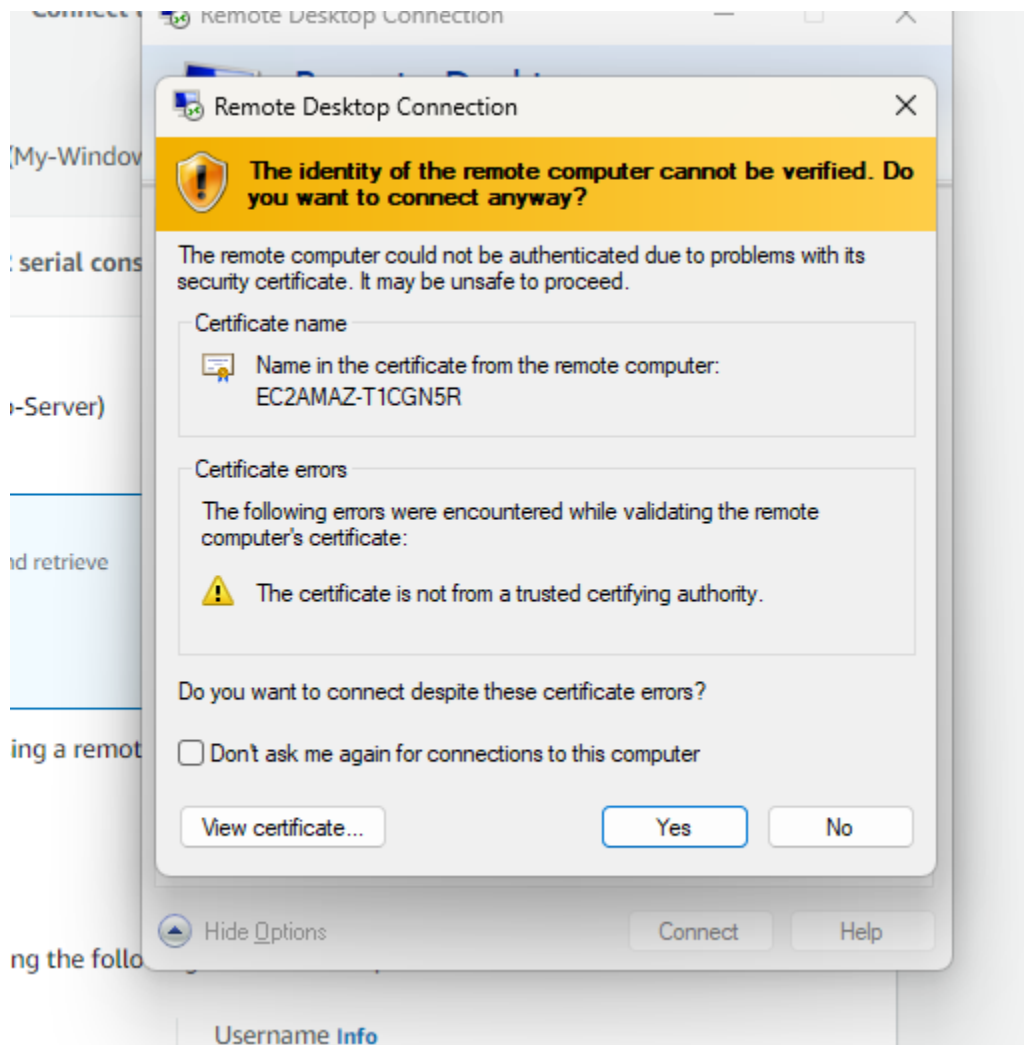 Remote Desktop Connection
Remote Desktop Connection
(My-Window
The identity of the remote computer cannot be verified. Do
you want to connect anyway?
The remote computer could not be authenticated due to problems with its
security certificate. It may be unsafe to proceed.
serial cons
Certificate name
Name in the certificate from the remote computer:
EC2AMAZ-T1CGN5R
-Server)
Certificate errors
The following errors were encountered while validating the remote
computer's certificate:
nd retrieve
The certificate is not from a trusted certifying authority.
Do you want to connect despite these certificate errors?
ing a remot
Don't ask me again for connections to this computer
View certificate...
Yes
No
Hide Options
Connect
Help
ng the follo
Username Info